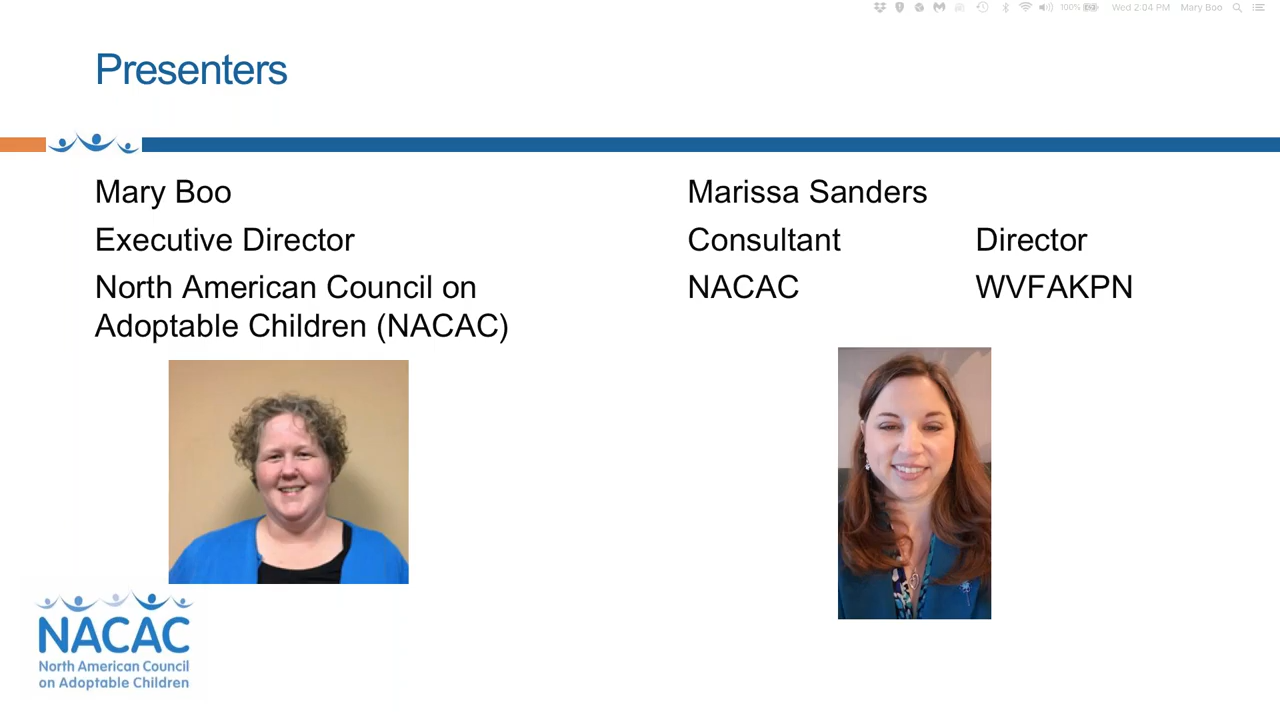 100%
Wed 2:04 PM
Mary Boo
Presenters
Mary Boo
Executive Director
North American Council on
Adoptable Children (NACAC)
Marissa Sanders
Consultant Director
NACAC WVFAKPN
NACAC
North American Council
on Adoptable Children